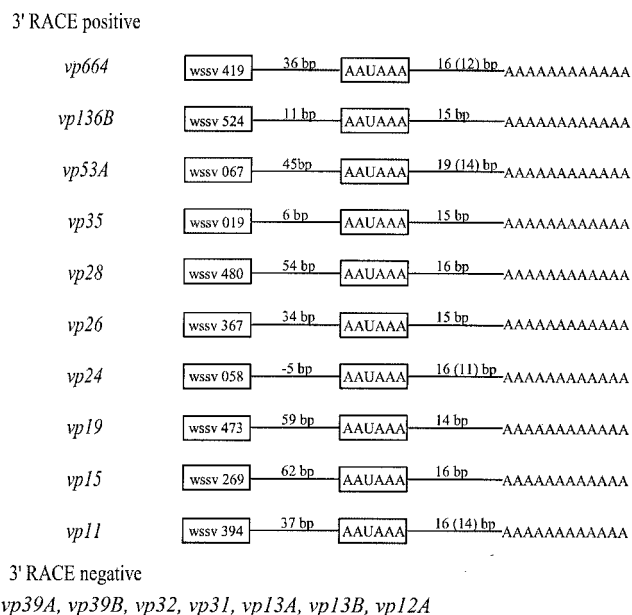 3' RACE positive
vp664 wssv 419 36 bp AAUAAA 16 (12) bp AAAAAAAAAAAA
vp136B wssv 524 11 bp AAUAAA 15 bp AAAAAAAAAAAA
vp53A wssv 067 45bp AAUAAA 19 (14) bp AAAAAAAAAAAA
vp35 wssv 019 6 bp AAUAAA 15 bp AAAAAAAAAAAA
vp28 wssv 480 54 bp AAUAAA 16 bp AAAAAAAAAAAA
vp26 wssv 367 34 bp AAUAAA 15 bp AAAAAAAAAAAA
vp24 wssv 058 -5 bp AAUAAA 16 (11) bp AAAAAAAAAAAA
vp19 wssv 473 59 bp AAUAAA 14 bp AAAAAAAAAAAA
vp15 wssv 269 62 bp AAUAAA 16 bp AAAAAAAAAAAA
vp11 wssv 394 37 bp AAUAAA 16 (14) bp AAAAAAAAAAAA
3' RACE negative
vp39A, vp39B, vp32, vp31, vp13A, vp13B, vp12A